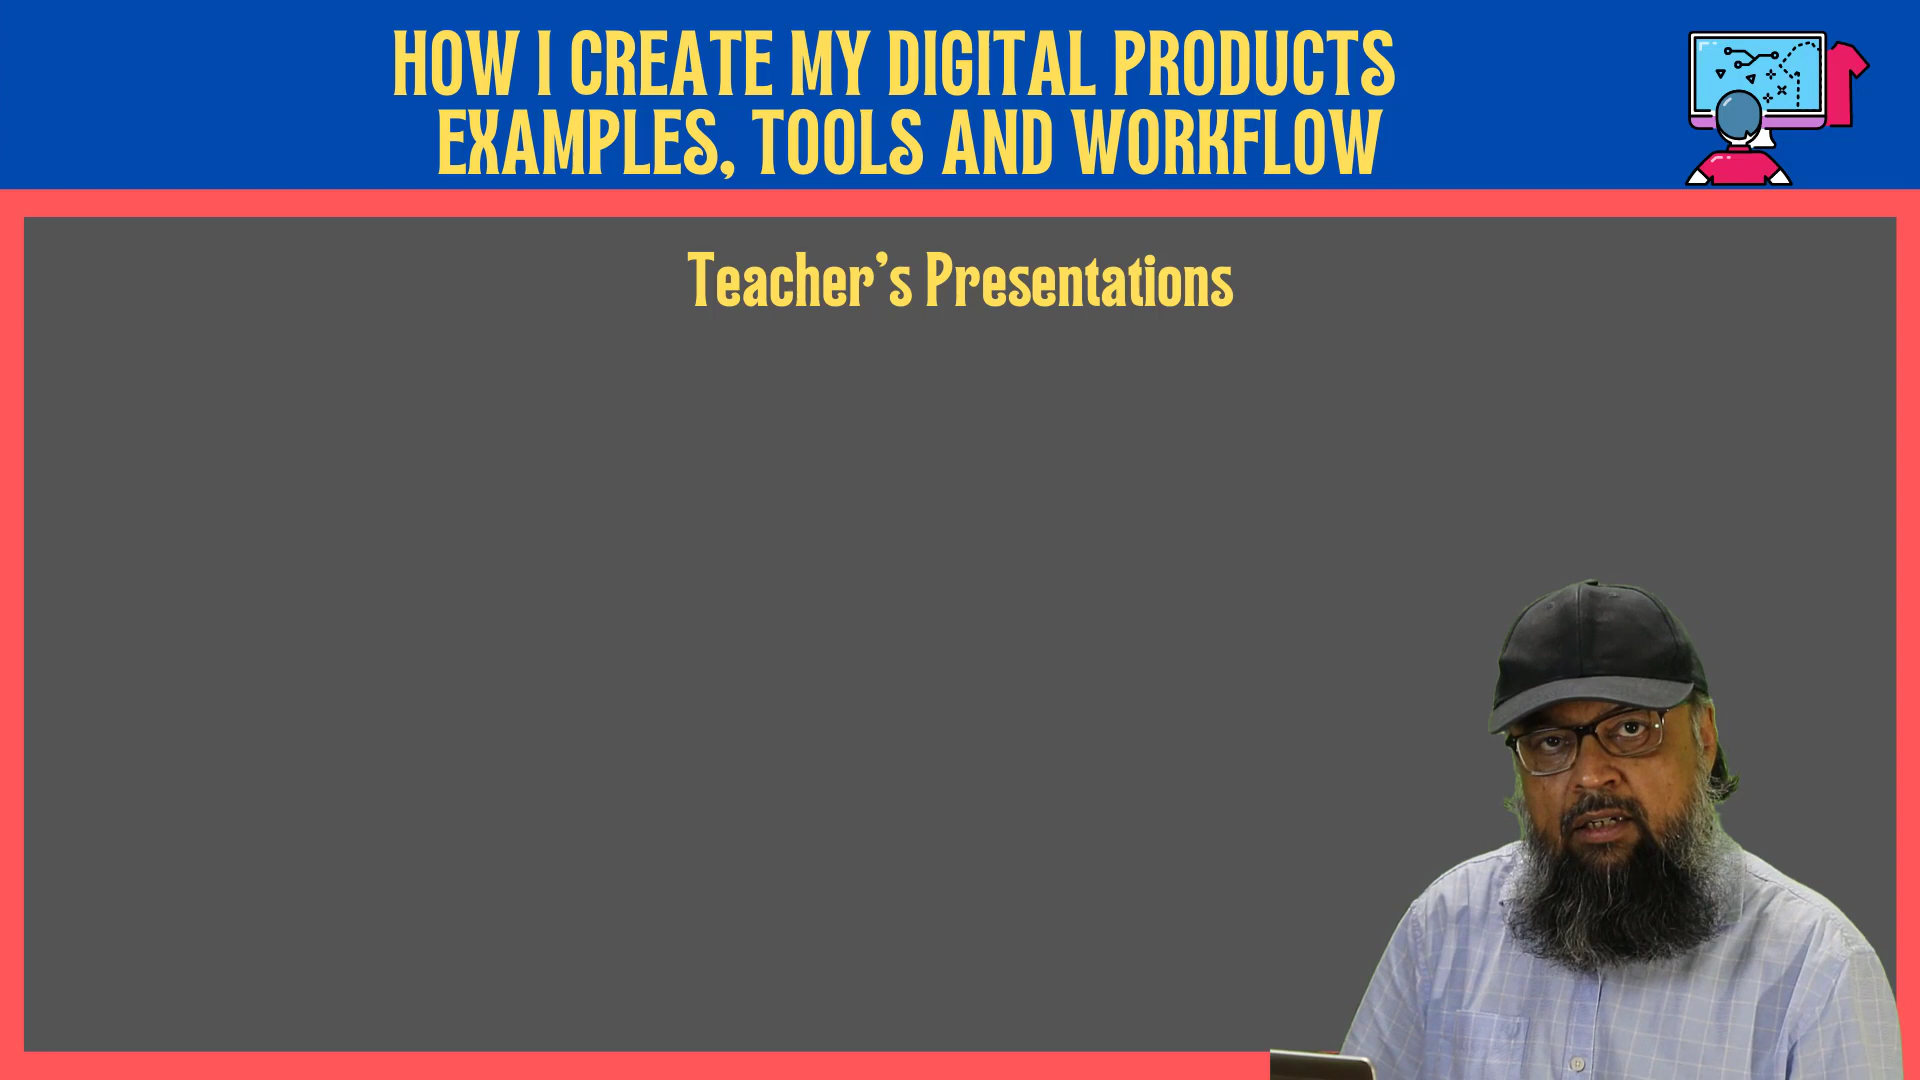 HOW I CREATE MY DIGITAL PRODUCTS
EXAMPLES, TOOLS AND WORKFLOW
Teacher’s Presentations